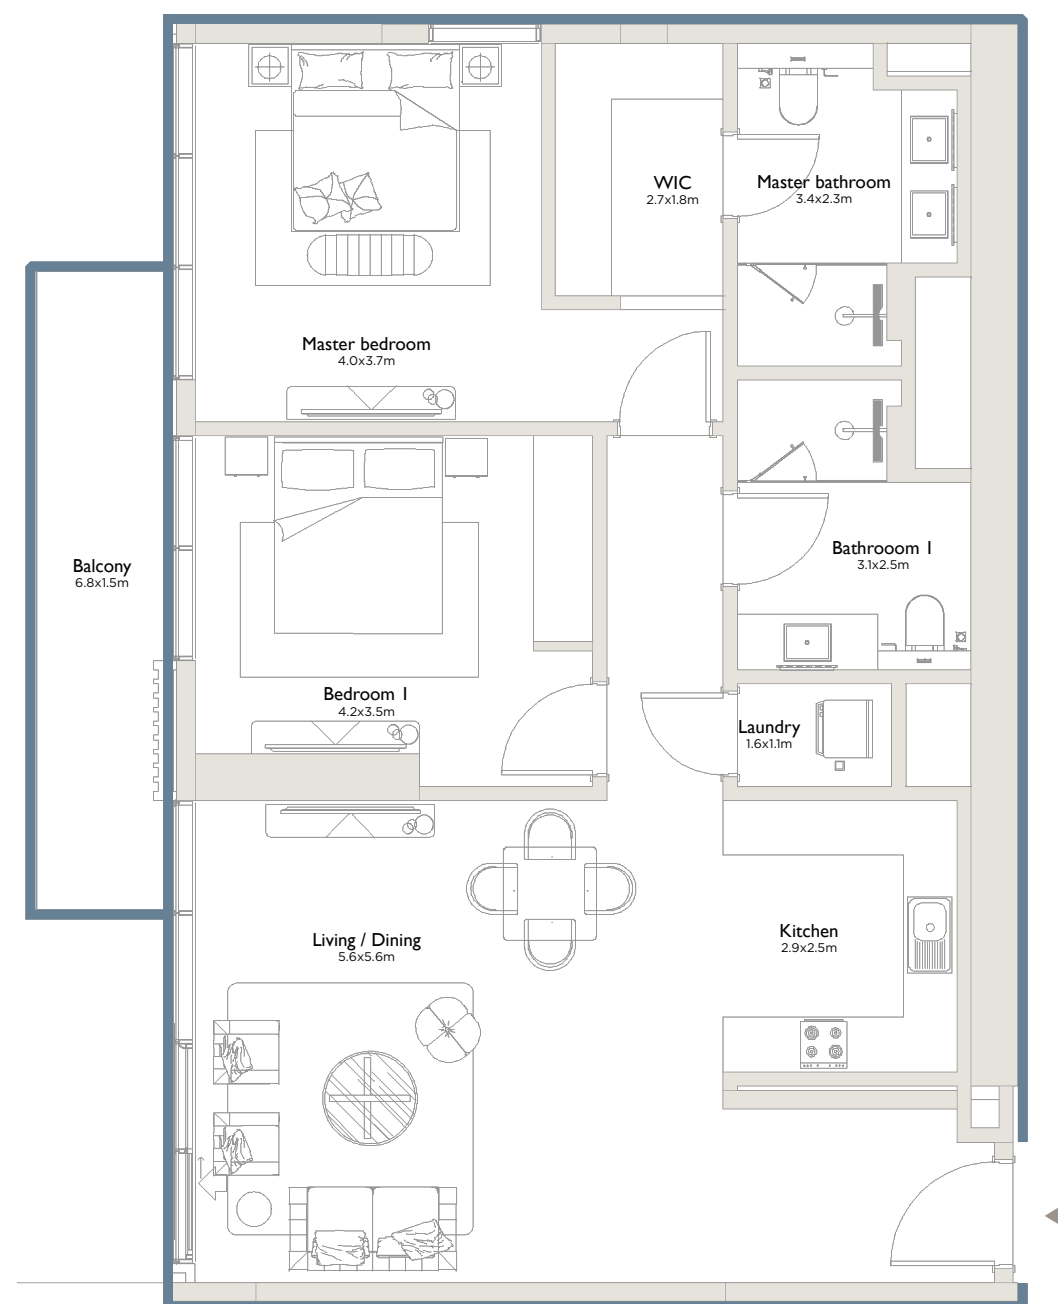 WIC
2.7x1.8m
Master bathroom
3.4x2.3m
Master bedroom
4.0x3.7m
Balcony
6.8x1.5m
Bathrooom 1
3.1x2.5m
Bedroom 1
4.2x3.5m
Laundry
1.6x1.1m
Living / Dining
5.6x5.6m
Kitchen
2.9x2.5m